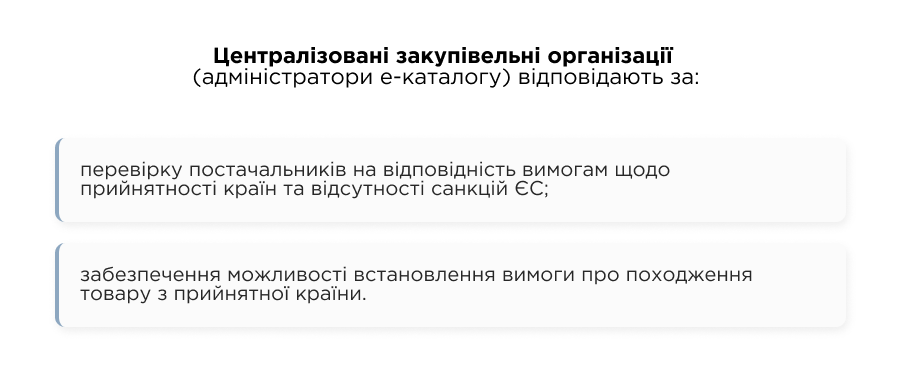 Централізовані закупівельні організації
(адміністратори е-каталогу) відповідають за:
перевірку постачальників на відповідність вимогам щодо
прийнятності країн та відсутності санкцій ЄС;
забезпечення можливості встановлення вимоги про походження
товару з прийнятної країни.